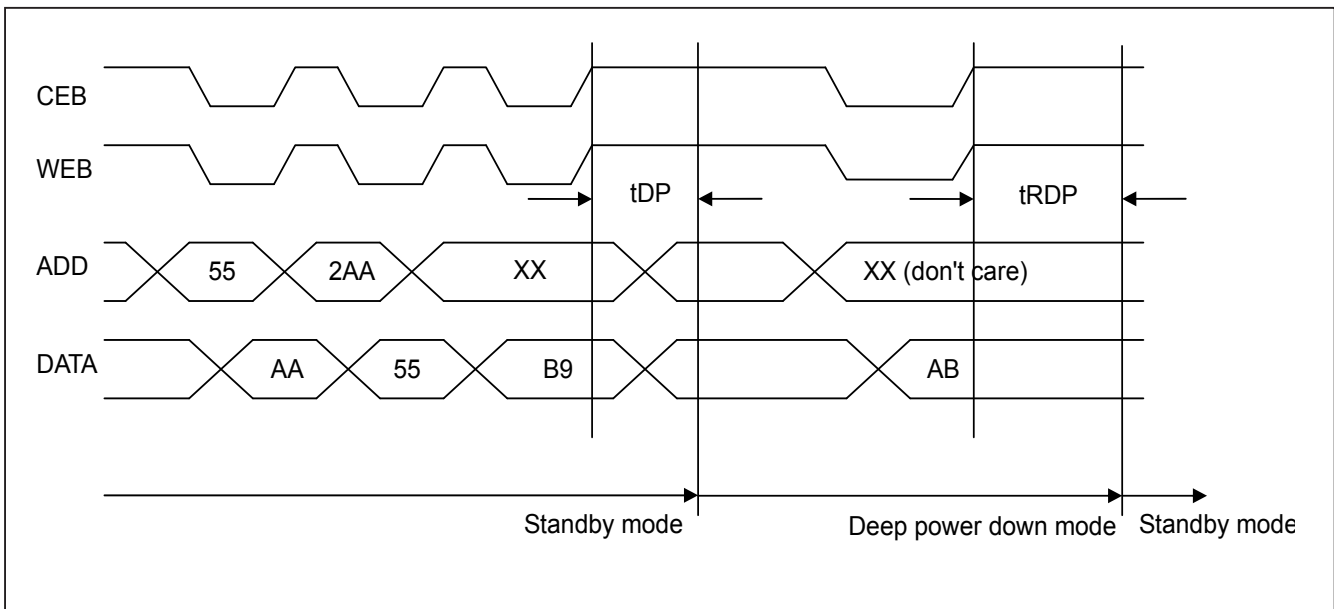 CEB
WEB
tDP
tRDP
ADD
55
2AA
XX
XX (don't care)
DATA
AA
55
B9
AB
Standby mode
Deep power down mode
Standby mode